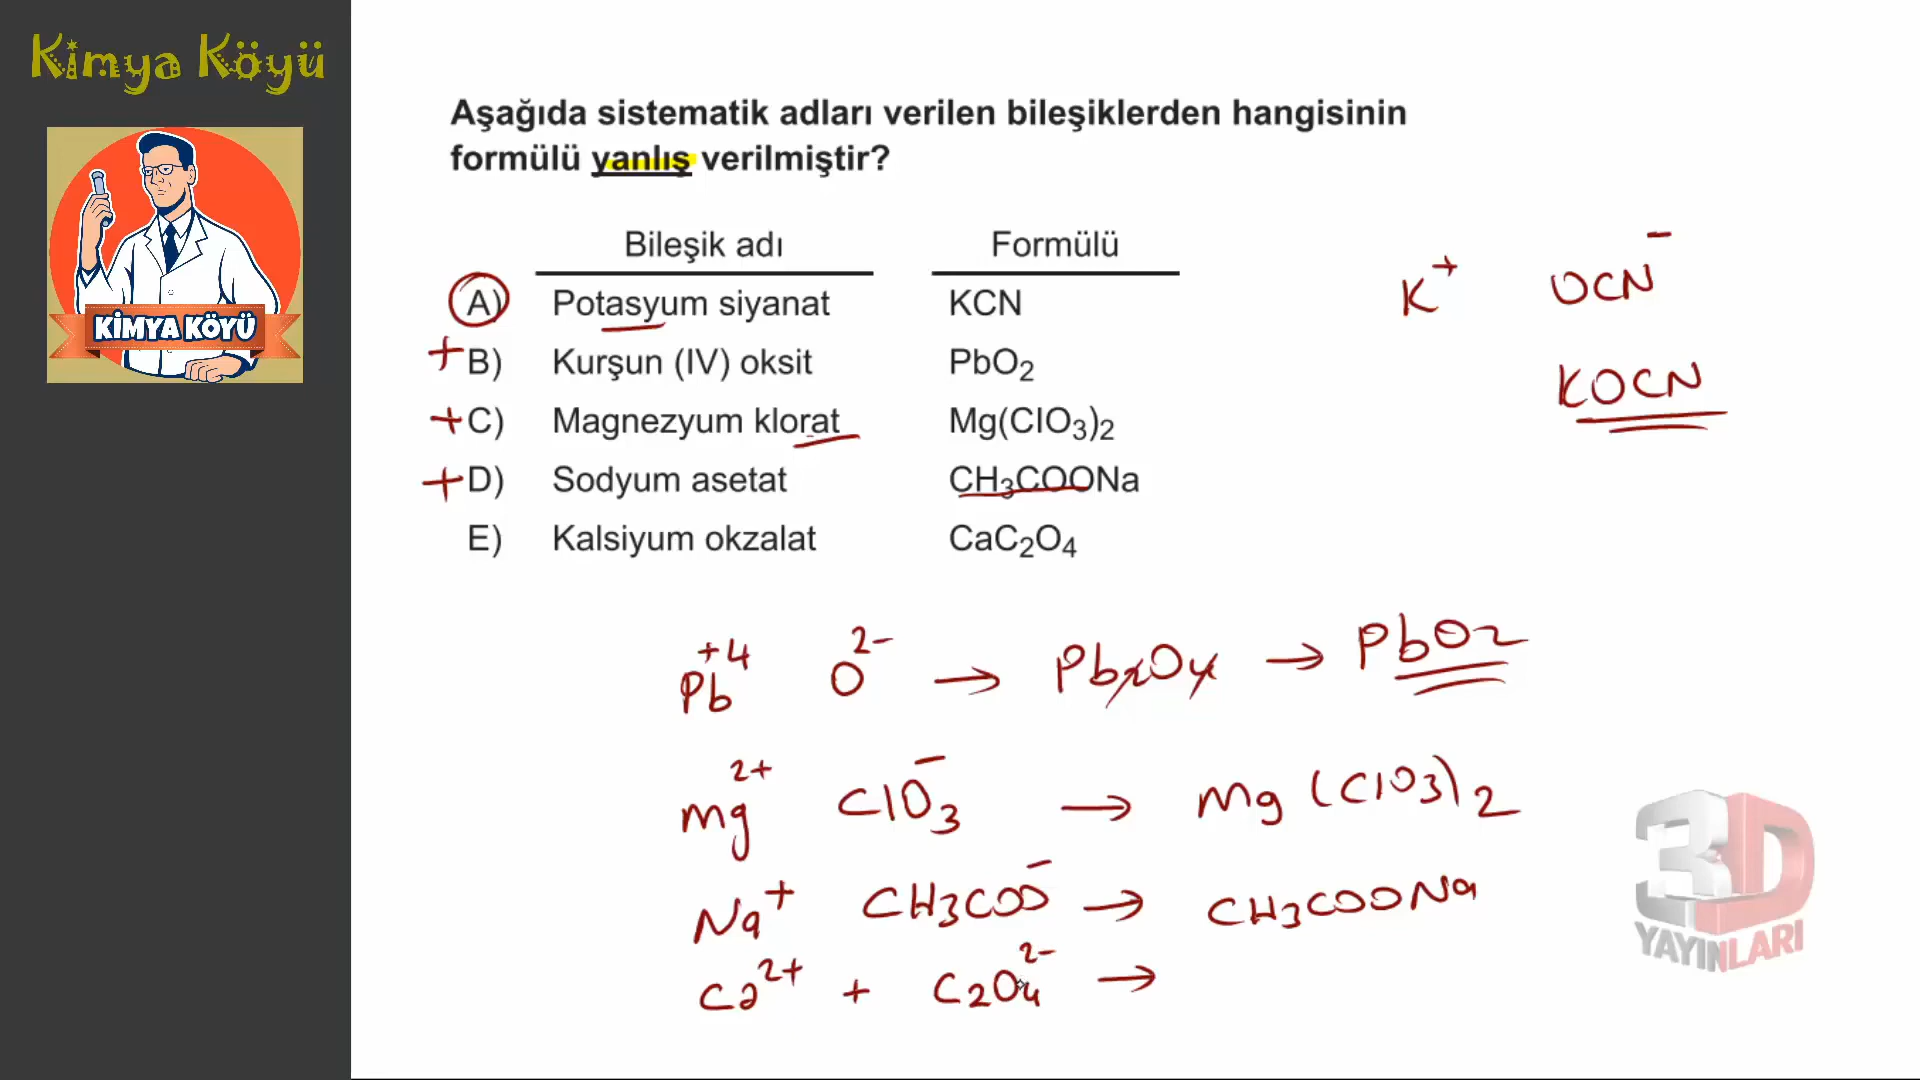 Kimya Köyü
KİMYA KÖYÜ
Aşağıda sistematik adları verilen bileşiklerden hangisinin
formülü yanlış verilmiştir?
Bileşik adı Formülü
A) Potasyum siyanat KCN
+ B) Kurşun (IV) oksit PbO₂
+ C) Magnezyum klorat Mg(ClO₃)₂
+ D) Sodyum asetat CH₃COONa
E) Kalsiyum okzalat CaC₂O₄
K⁺ OCN⁻
KOCN
Pb⁺⁴ O²⁻ → Pb₂O₄ → PbO₂
Mg²⁺ ClO₃⁻ → Mg(ClO₃)₂
Na⁺ CH₃COO⁻ → CH₃COONa
Ca²⁺ + C₂O₄²⁻ →
3D
YAYINLARI